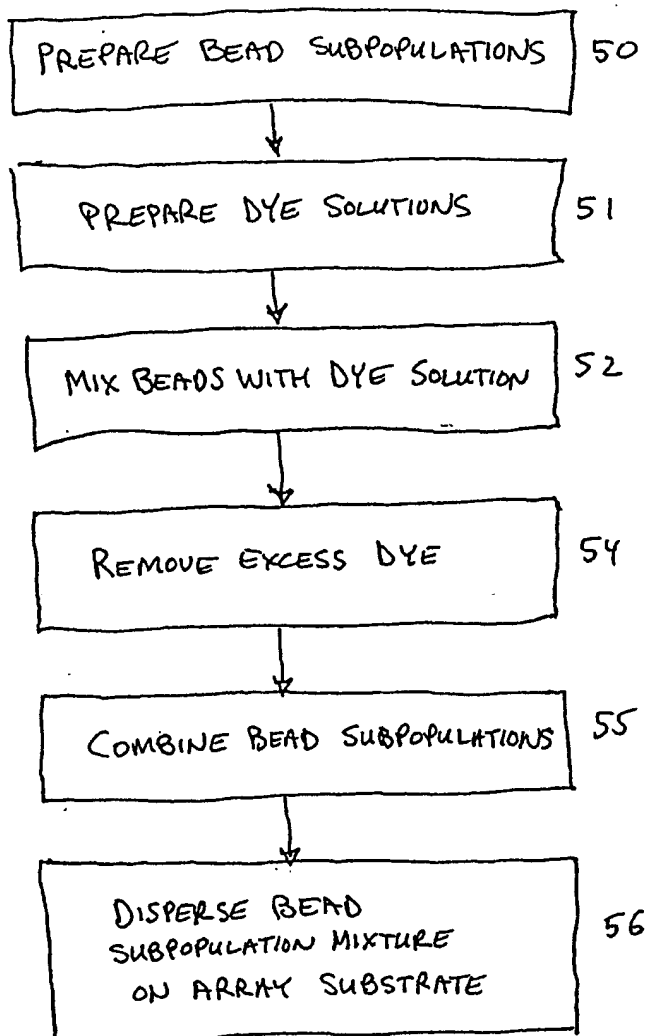 PREPARE BEAD SUBPOPULATIONS 50
PREPARE DYE SOLUTIONS 51
MIX BEADS WITH DYE SOLUTION 52
REMOVE EXCESS DYE 54
COMBINE BEAD SUBPOPULATIONS 55
DISPERSE BEAD
SUBPOPULATION MIXTURE
ON ARRAY SUBSTRATE 56